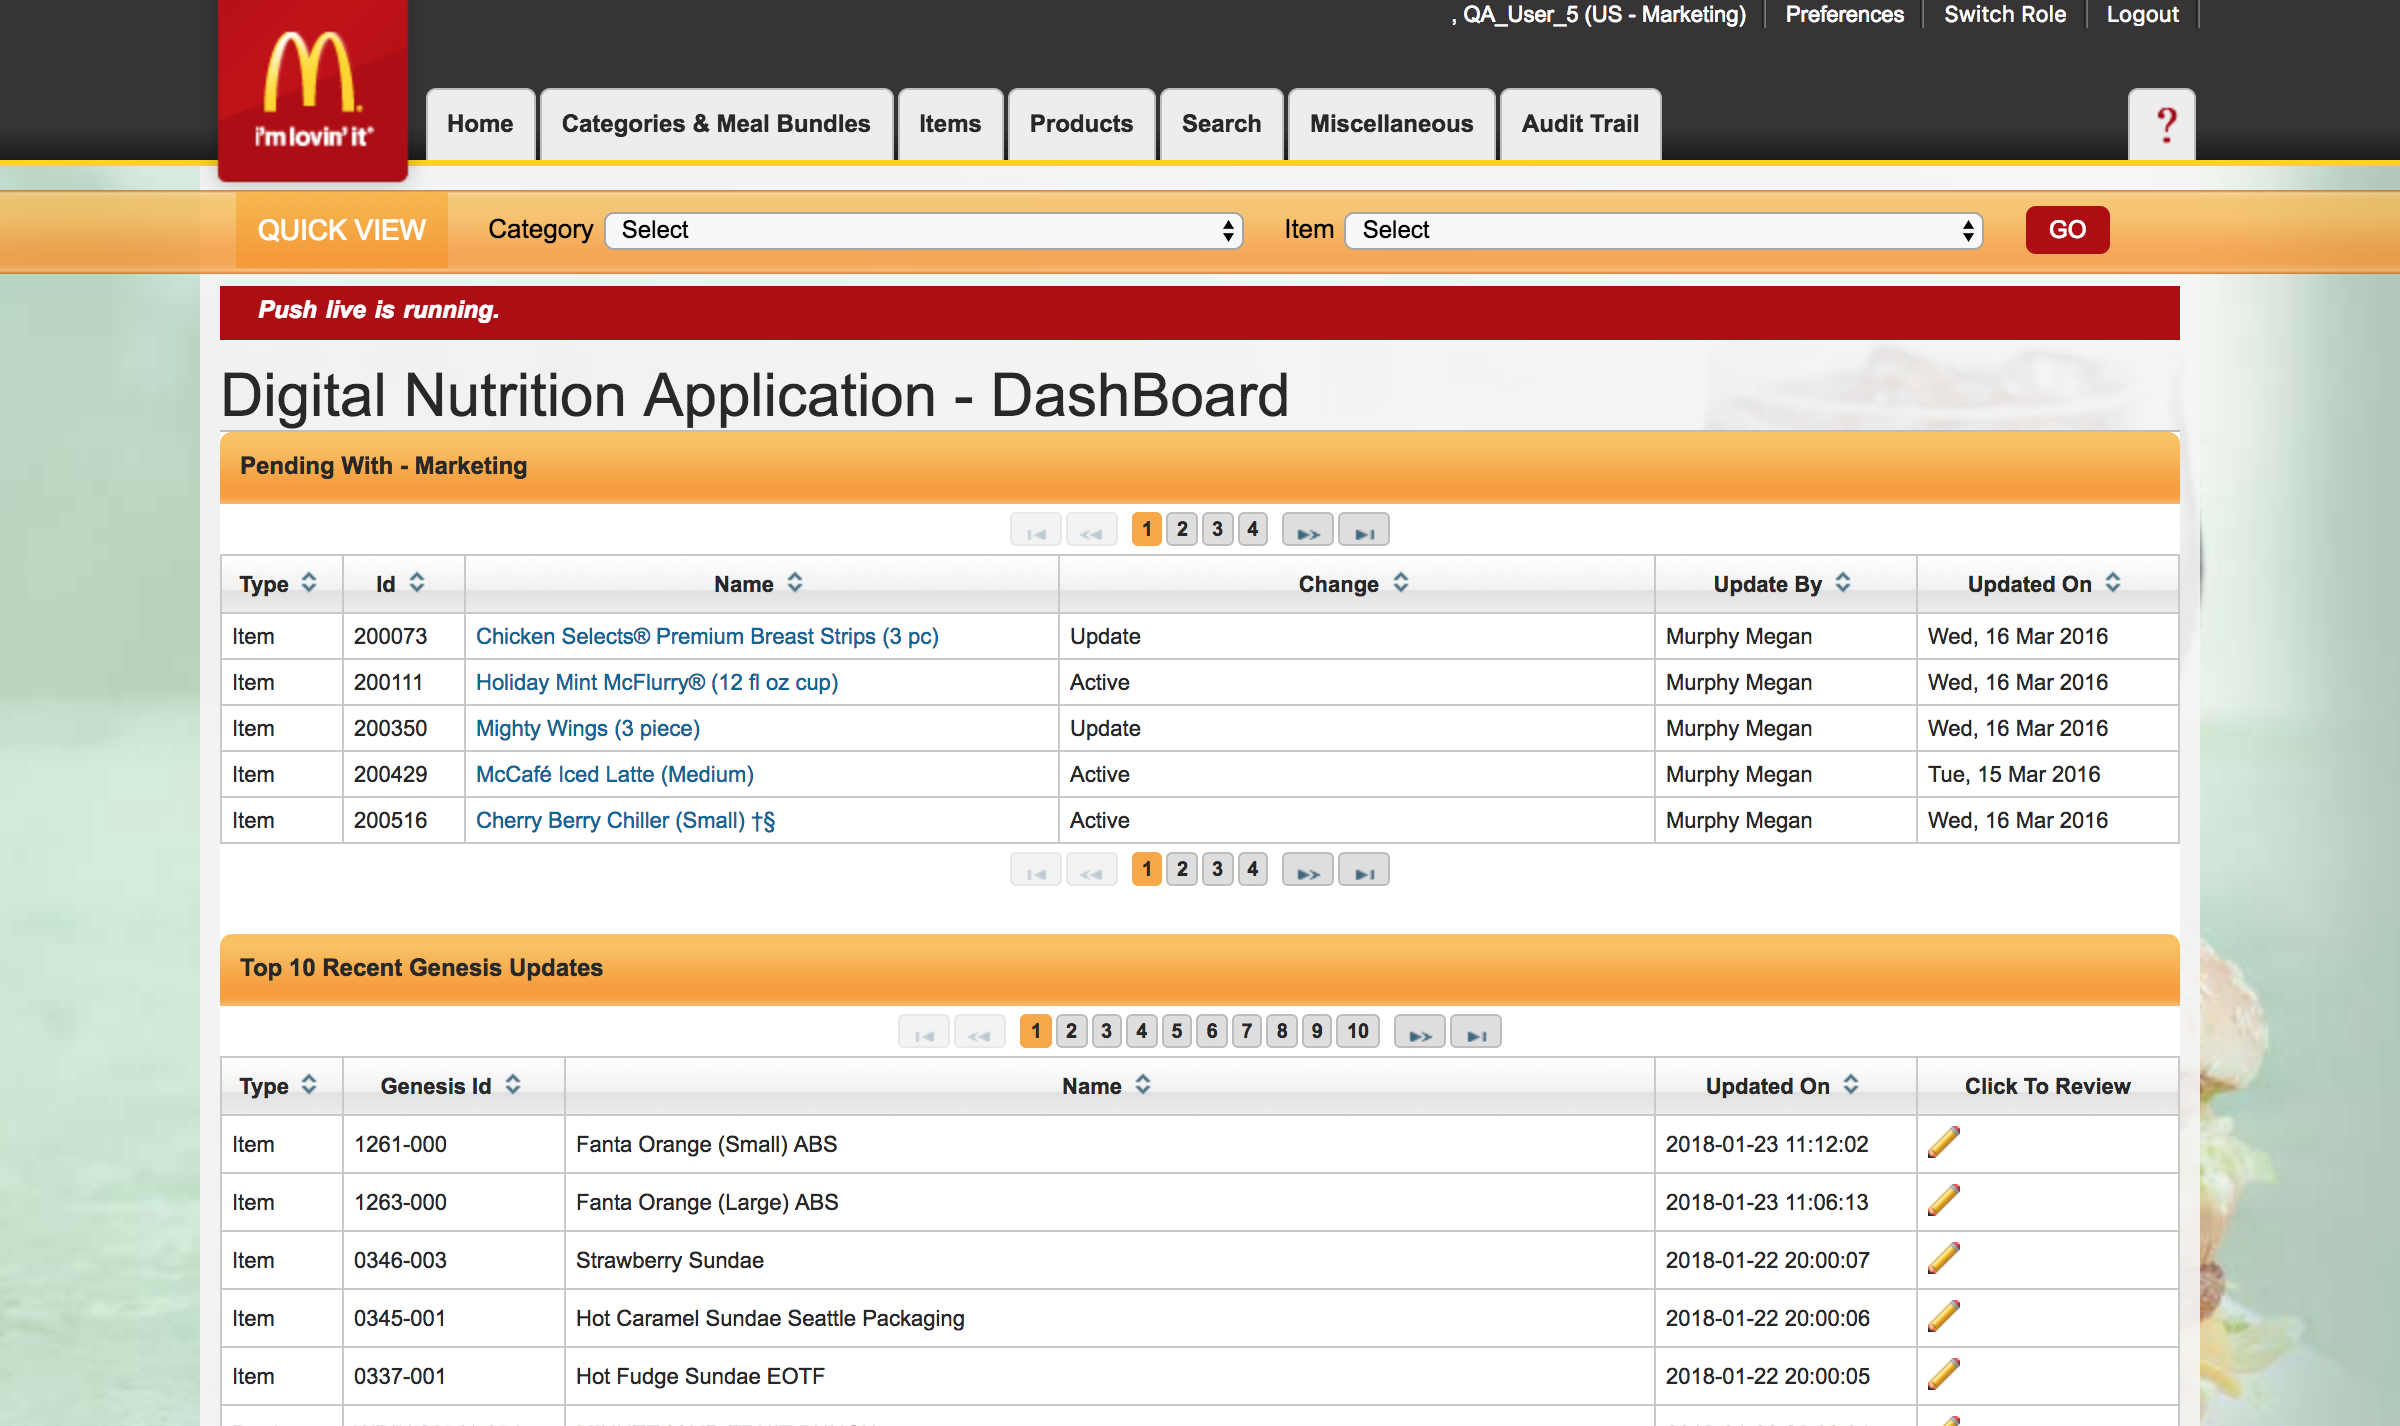 , QA_User_5 (US - Marketing) Preferences Switch Role Logout
i'm lovin' it®
Home Categories & Meal Bundles Items Products Search Miscellaneous Audit Trail ?
QUICK VIEW Category Select Item Select GO
Push live is running.
Digital Nutrition Application - DashBoard
Pending With - Marketing
1 2 3 4
Type Id Name Change Update By Updated On
Item 200073 Chicken Selects® Premium Breast Strips (3 pc) Update Murphy Megan Wed, 16 Mar 2016
Item 200111 Holiday Mint McFlurry® (12 fl oz cup) Active Murphy Megan Wed, 16 Mar 2016
Item 200350 Mighty Wings (3 piece) Update Murphy Megan Wed, 16 Mar 2016
Item 200429 McCafé Iced Latte (Medium) Active Murphy Megan Tue, 15 Mar 2016
Item 200516 Cherry Berry Chiller (Small) †§ Active Murphy Megan Wed, 16 Mar 2016
1 2 3 4
Top 10 Recent Genesis Updates
1 2 3 4 5 6 7 8 9 10
Type Genesis Id Name Updated On Click To Review
Item 1261-000 Fanta Orange (Small) ABS 2018-01-23 11:12:02
Item 1263-000 Fanta Orange (Large) ABS 2018-01-23 11:06:13
Item 0346-003 Strawberry Sundae 2018-01-22 20:00:07
Item 0345-001 Hot Caramel Sundae Seattle Packaging 2018-01-22 20:00:06
Item 0337-001 Hot Fudge Sundae EOTF 2018-01-22 20:00:05